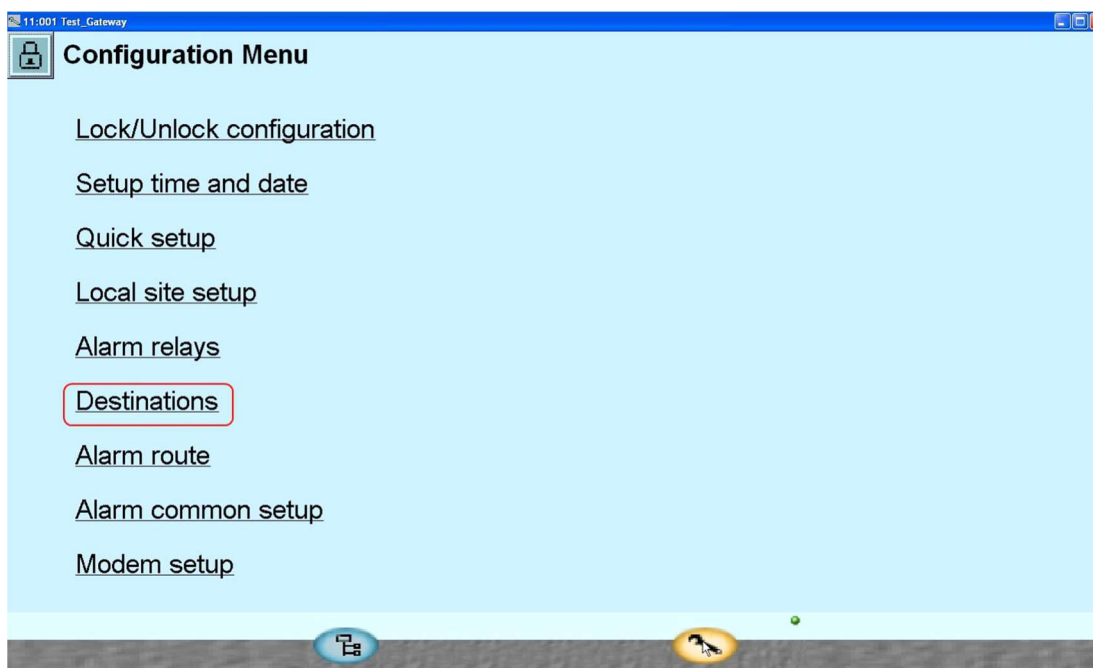 11:001 Test_Gateway
Configuration Menu
Lock/Unlock configuration
Setup time and date
Quick setup
Local site setup
Alarm relays
Destinations
Alarm route
Alarm common setup
Modem setup